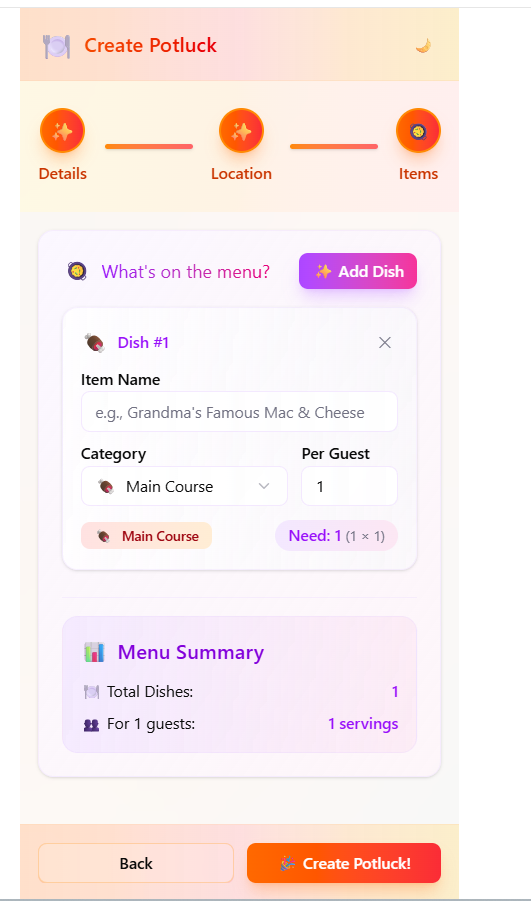 Create Potluck
Details Location Items
What's on the menu? Add Dish
Dish #1
Item Name
e.g., Grandma's Famous Mac & Cheese
Category Per Guest
Main Course 1
Main Course Need: 1 (1 × 1)
Menu Summary
Total Dishes: 1
For 1 guests: 1 servings
Back Create Potluck!